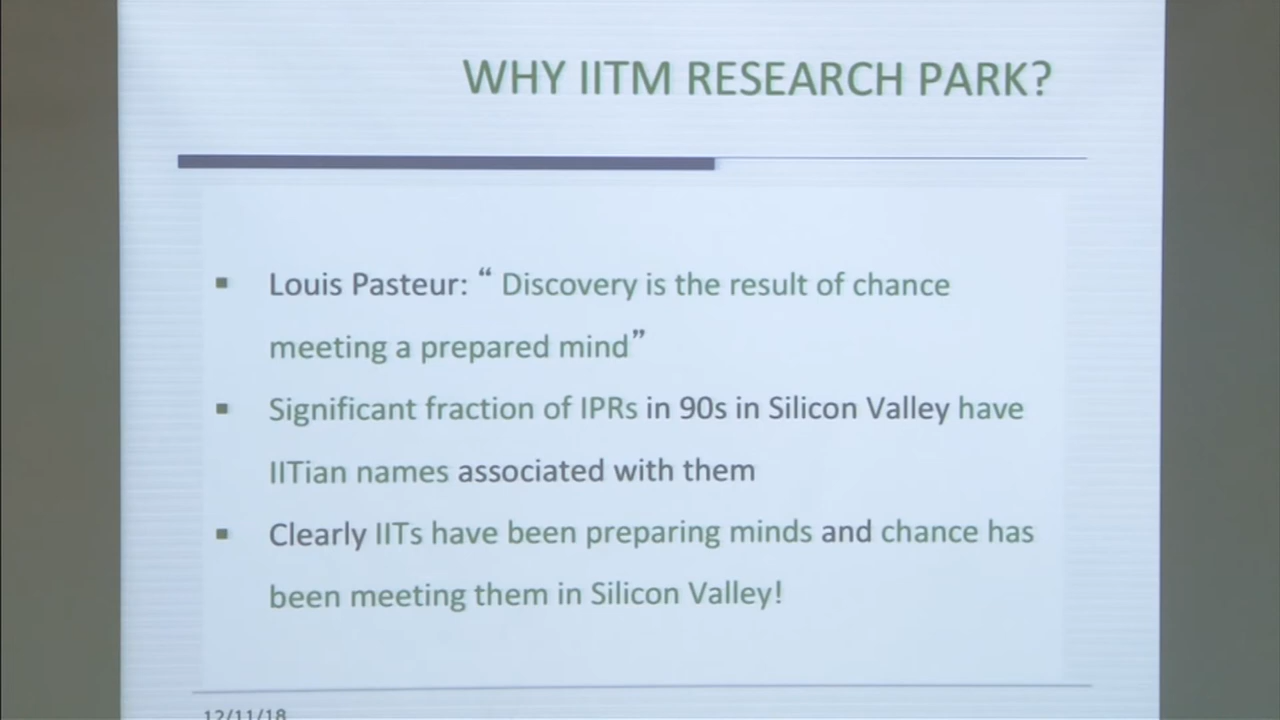 WHY IITM RESEARCH PARK?
▪ Louis Pasteur: “ Discovery is the result of chance
meeting a prepared mind”
▪ Significant fraction of IPRs in 90s in Silicon Valley have
IITian names associated with them
▪ Clearly IITs have been preparing minds and chance has
been meeting them in Silicon Valley!
12/11/18